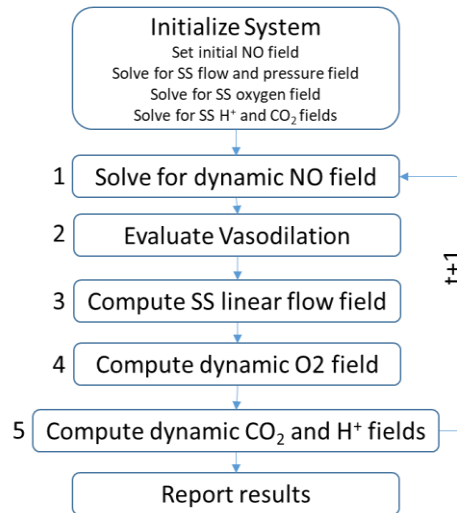 Initialize System
Set initial NO field
Solve for SS flow and pressure field
Solve for SS oxygen field
Solve for SS H⁺ and CO₂ fields
1 Solve for dynamic NO field
2 Evaluate Vasodilation
3 Compute SS linear flow field
4 Compute dynamic O2 field
5 Compute dynamic CO₂ and H⁺ fields
Report results
t+1